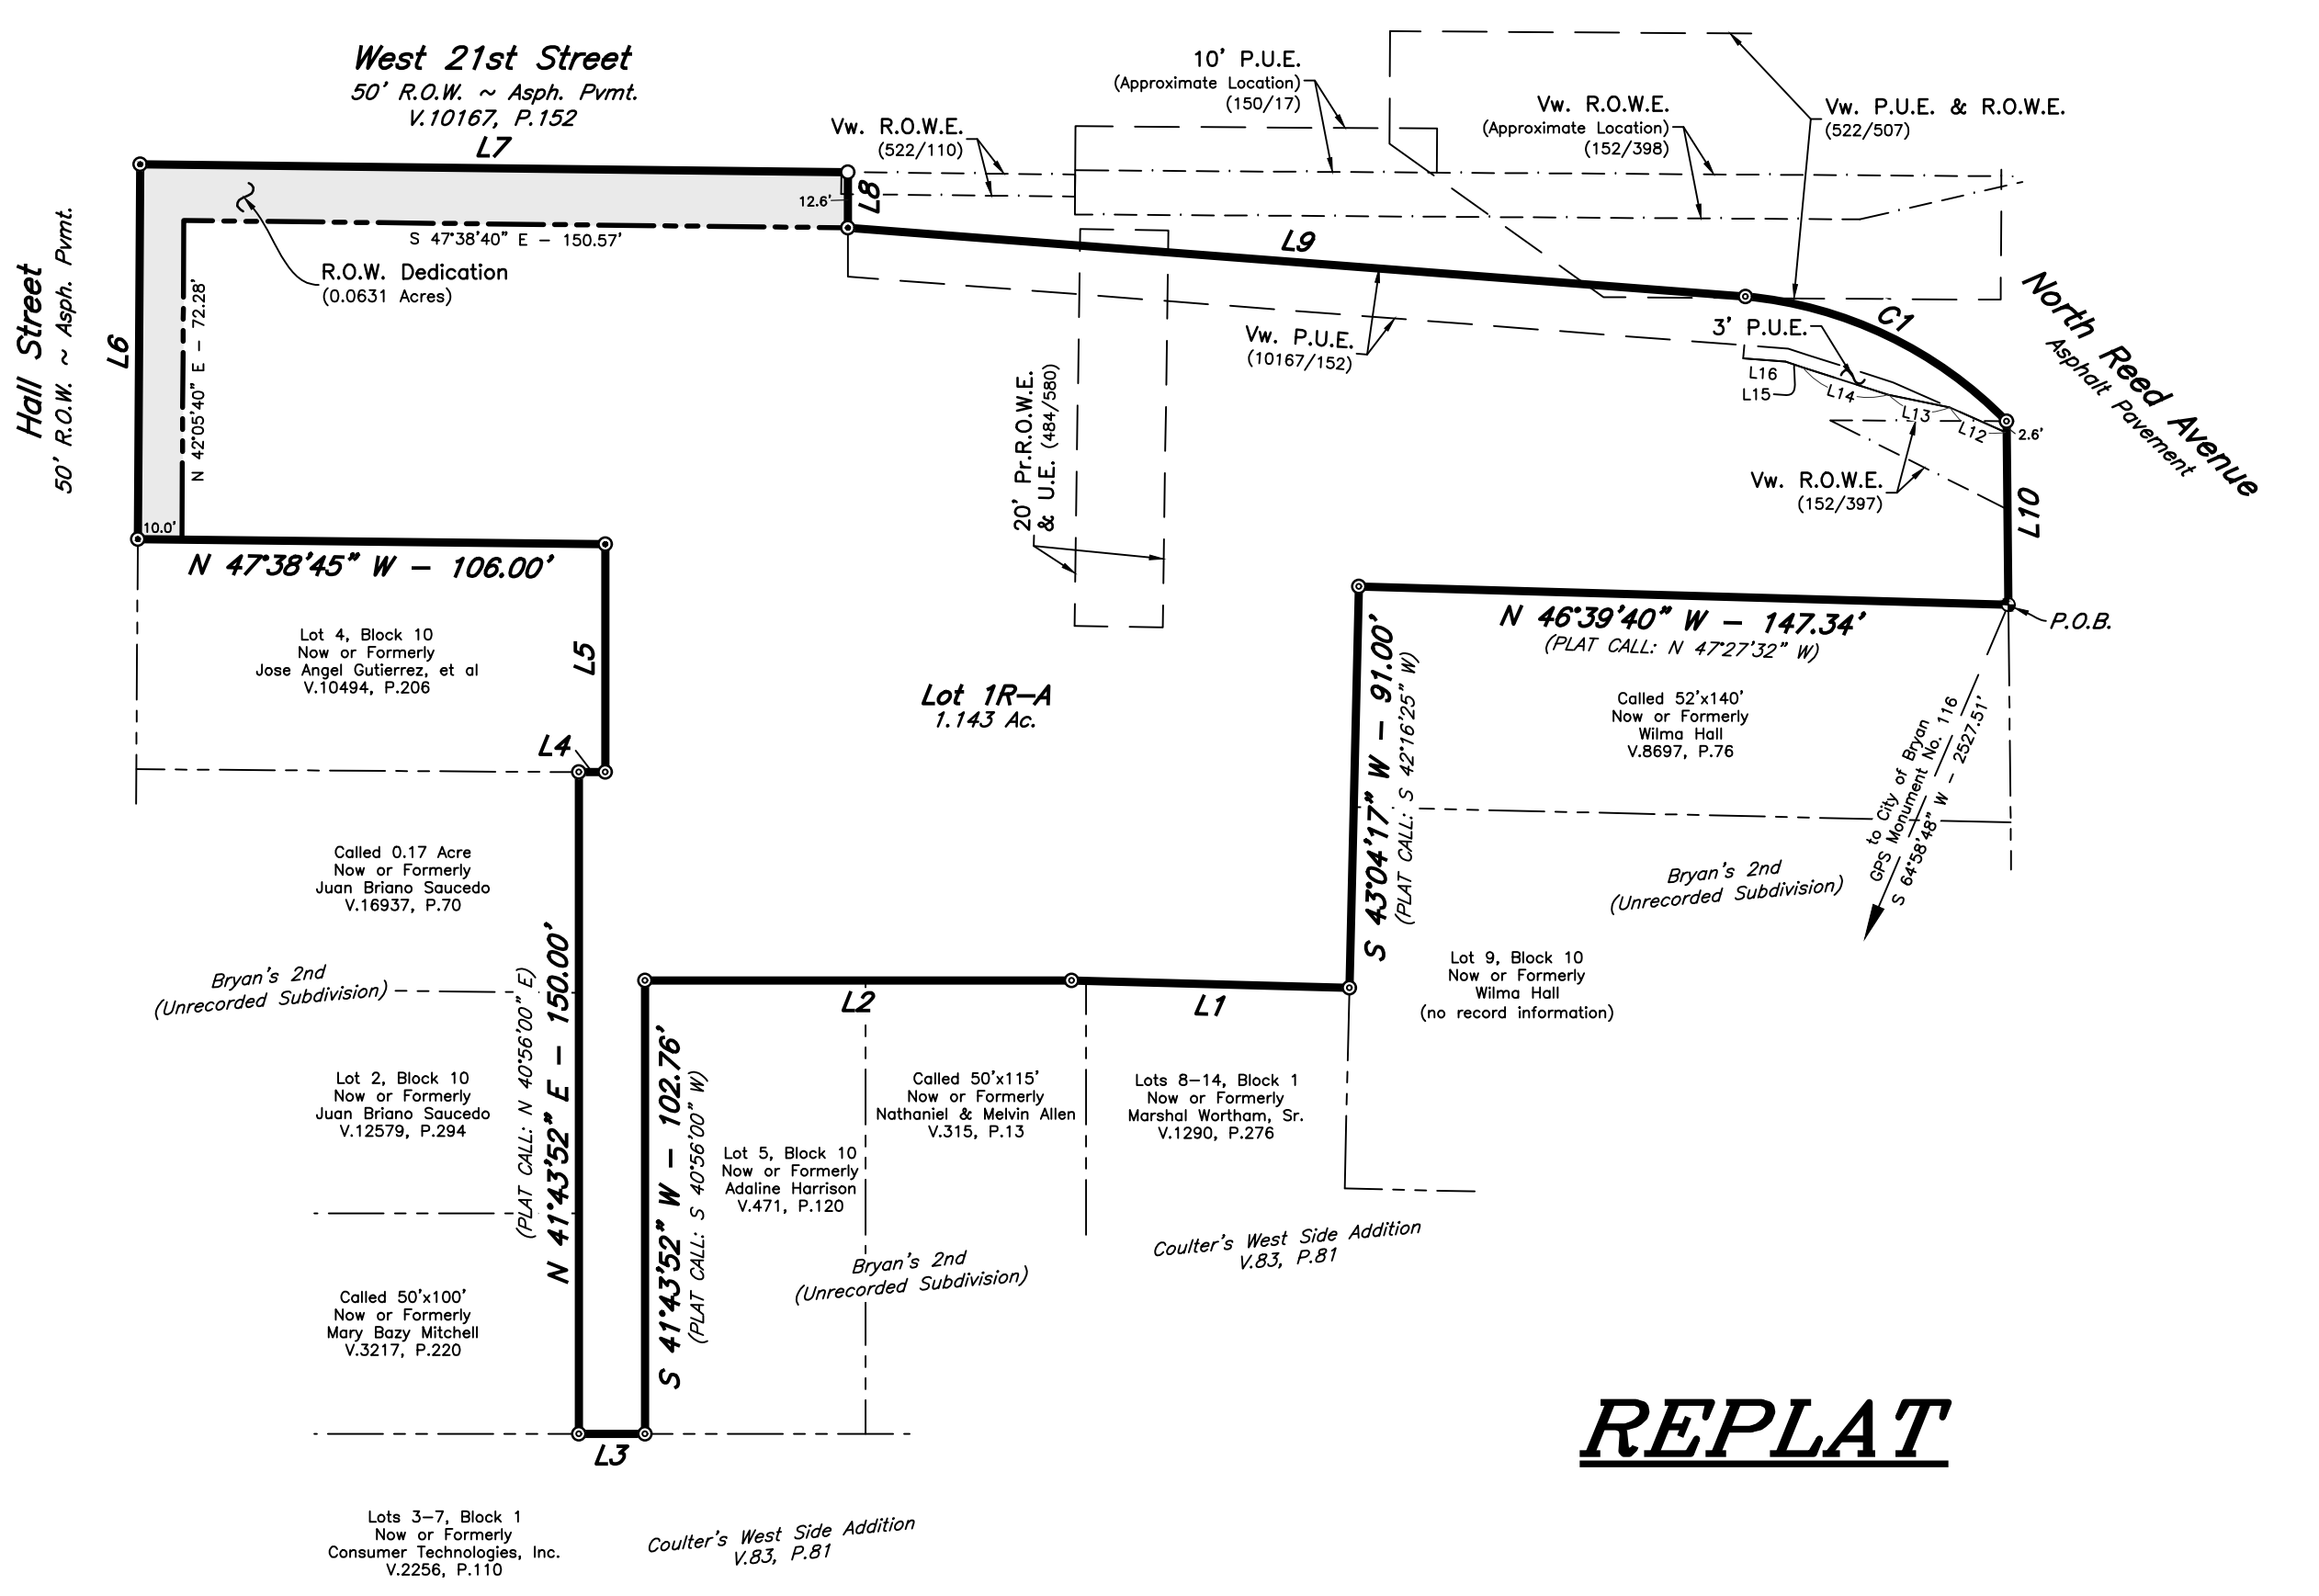 West 21st Street
50' R.O.W. ~ Asph. Pvmt.
V.10167, P.152
L7
Hall Street
50' R.O.W. ~ Asph. Pvmt.
L6
12.6'
L8
S 47°38'40" E - 150.57'
R.O.W. Dedication
(0.0631 Acres)
N 42°05'40" E - 72.28'
10.0'
Vw. R.O.W.E.
(522/110)
10' P.U.E.
(Approximate Location)
(150/17)
Vw. R.O.W.E.
(Approximate Location)
(152/398)
Vw. P.U.E. & R.O.W.E.
(522/507)
L9
Vw. P.U.E.
(10167/152)
20' Pr.R.O.W.E.
& U.E. (484/580)
3' P.U.E.
C1
North Reed Avenue
Asphalt Pavement
L16
L15
L14
L13
L12
2.6'
Vw. R.O.W.E.
(152/397)
L10
P.O.B.
N 47°38'45" W - 106.00'
N 46°39'40" W - 147.34'
(PLAT CALL: N 47°27'32" W)
Lot 4, Block 10
Now or Formerly
Jose Angel Gutierrez, et al
V.10494, P.206
L5
L4
Lot 1R-A
1.143 Ac.
S 43°04'17" W - 91.00'
(PLAT CALL: S 42°16'25" W)
Called 52'x140'
Now or Formerly
Wilma Hall
V.8697, P.76
to City of Bryan
GPS Monument No. 116
S 64°58'48" W - 2527.51'
Called 0.17 Acre
Now or Formerly
Juan Briano Saucedo
V.16937, P.70
Bryan's 2nd
(Unrecorded Subdivision)
Bryan's 2nd
(Unrecorded Subdivision)
N 41°43'52" E - 150.00'
(PLAT CALL: N 40°56'00" E)
L2
L1
Lot 9, Block 10
Now or Formerly
Wilma Hall
(no record information)
Lot 2, Block 10
Now or Formerly
Juan Briano Saucedo
V.12579, P.294
S 41°43'52" W - 102.76'
(PLAT CALL: S 40°56'00" W)
Called 50'x115'
Now or Formerly
Nathaniel & Melvin Allen
V.315, P.13
Lots 8-14, Block 1
Now or Formerly
Marshal Wortham, Sr.
V.1290, P.276
Lot 5, Block 10
Now or Formerly
Adaline Harrison
V.471, P.120
Bryan's 2nd
(Unrecorded Subdivision)
Coulter's West Side Addition
V.83, P.81
Called 50'x100'
Now or Formerly
Mary Bazy Mitchell
V.3217, P.220
L3
REPLAT
Lots 3-7, Block 1
Now or Formerly
Consumer Technologies, Inc.
V.2256, P.110
Coulter's West Side Addition
V.83, P.81